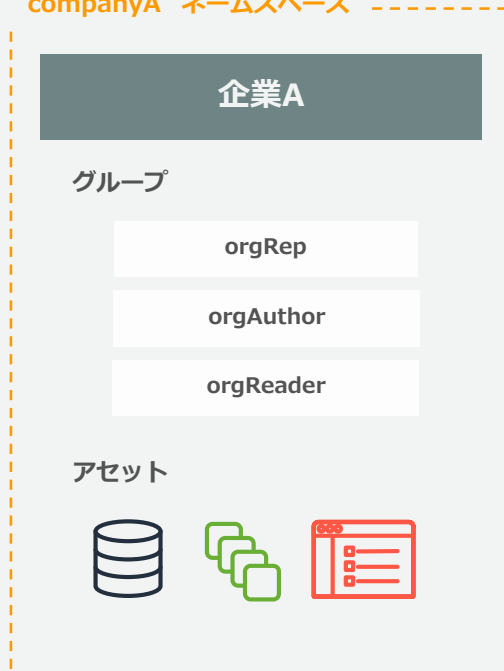 companyA ネームスペース
企業A
グループ
orgRep
orgAuthor
orgReader
アセット